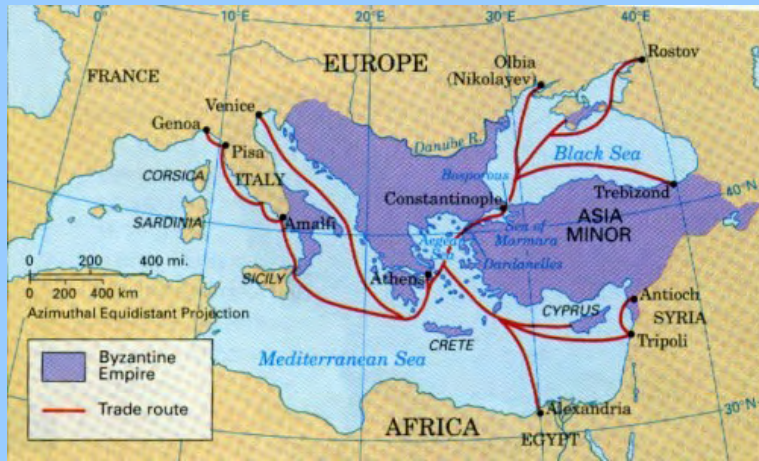 0°
10°E
20°E
30°E
40°E
EUROPE
FRANCE
Olbia
(Nikolayev)
Rostov
Venice
Genoa
Pisa
Danube R.
Black Sea
CORSICA
ITALY
Bosporous
Trebizond
40°N
Constantinople
SARDINIA
Amalfi
ASIA
MINOR
Sea of
Marmara
Aegean
Sea
Dardanelles
0 200 400 mi.
0 200 400 km
Azimuthal Equidistant Projection
SICILY
Athens
Antioch
CYPRUS
SYRIA
CRETE
Tripoli
Mediterranean Sea
Byzantine
Empire
Trade route
Alexandria
30°N
AFRICA
EGYPT